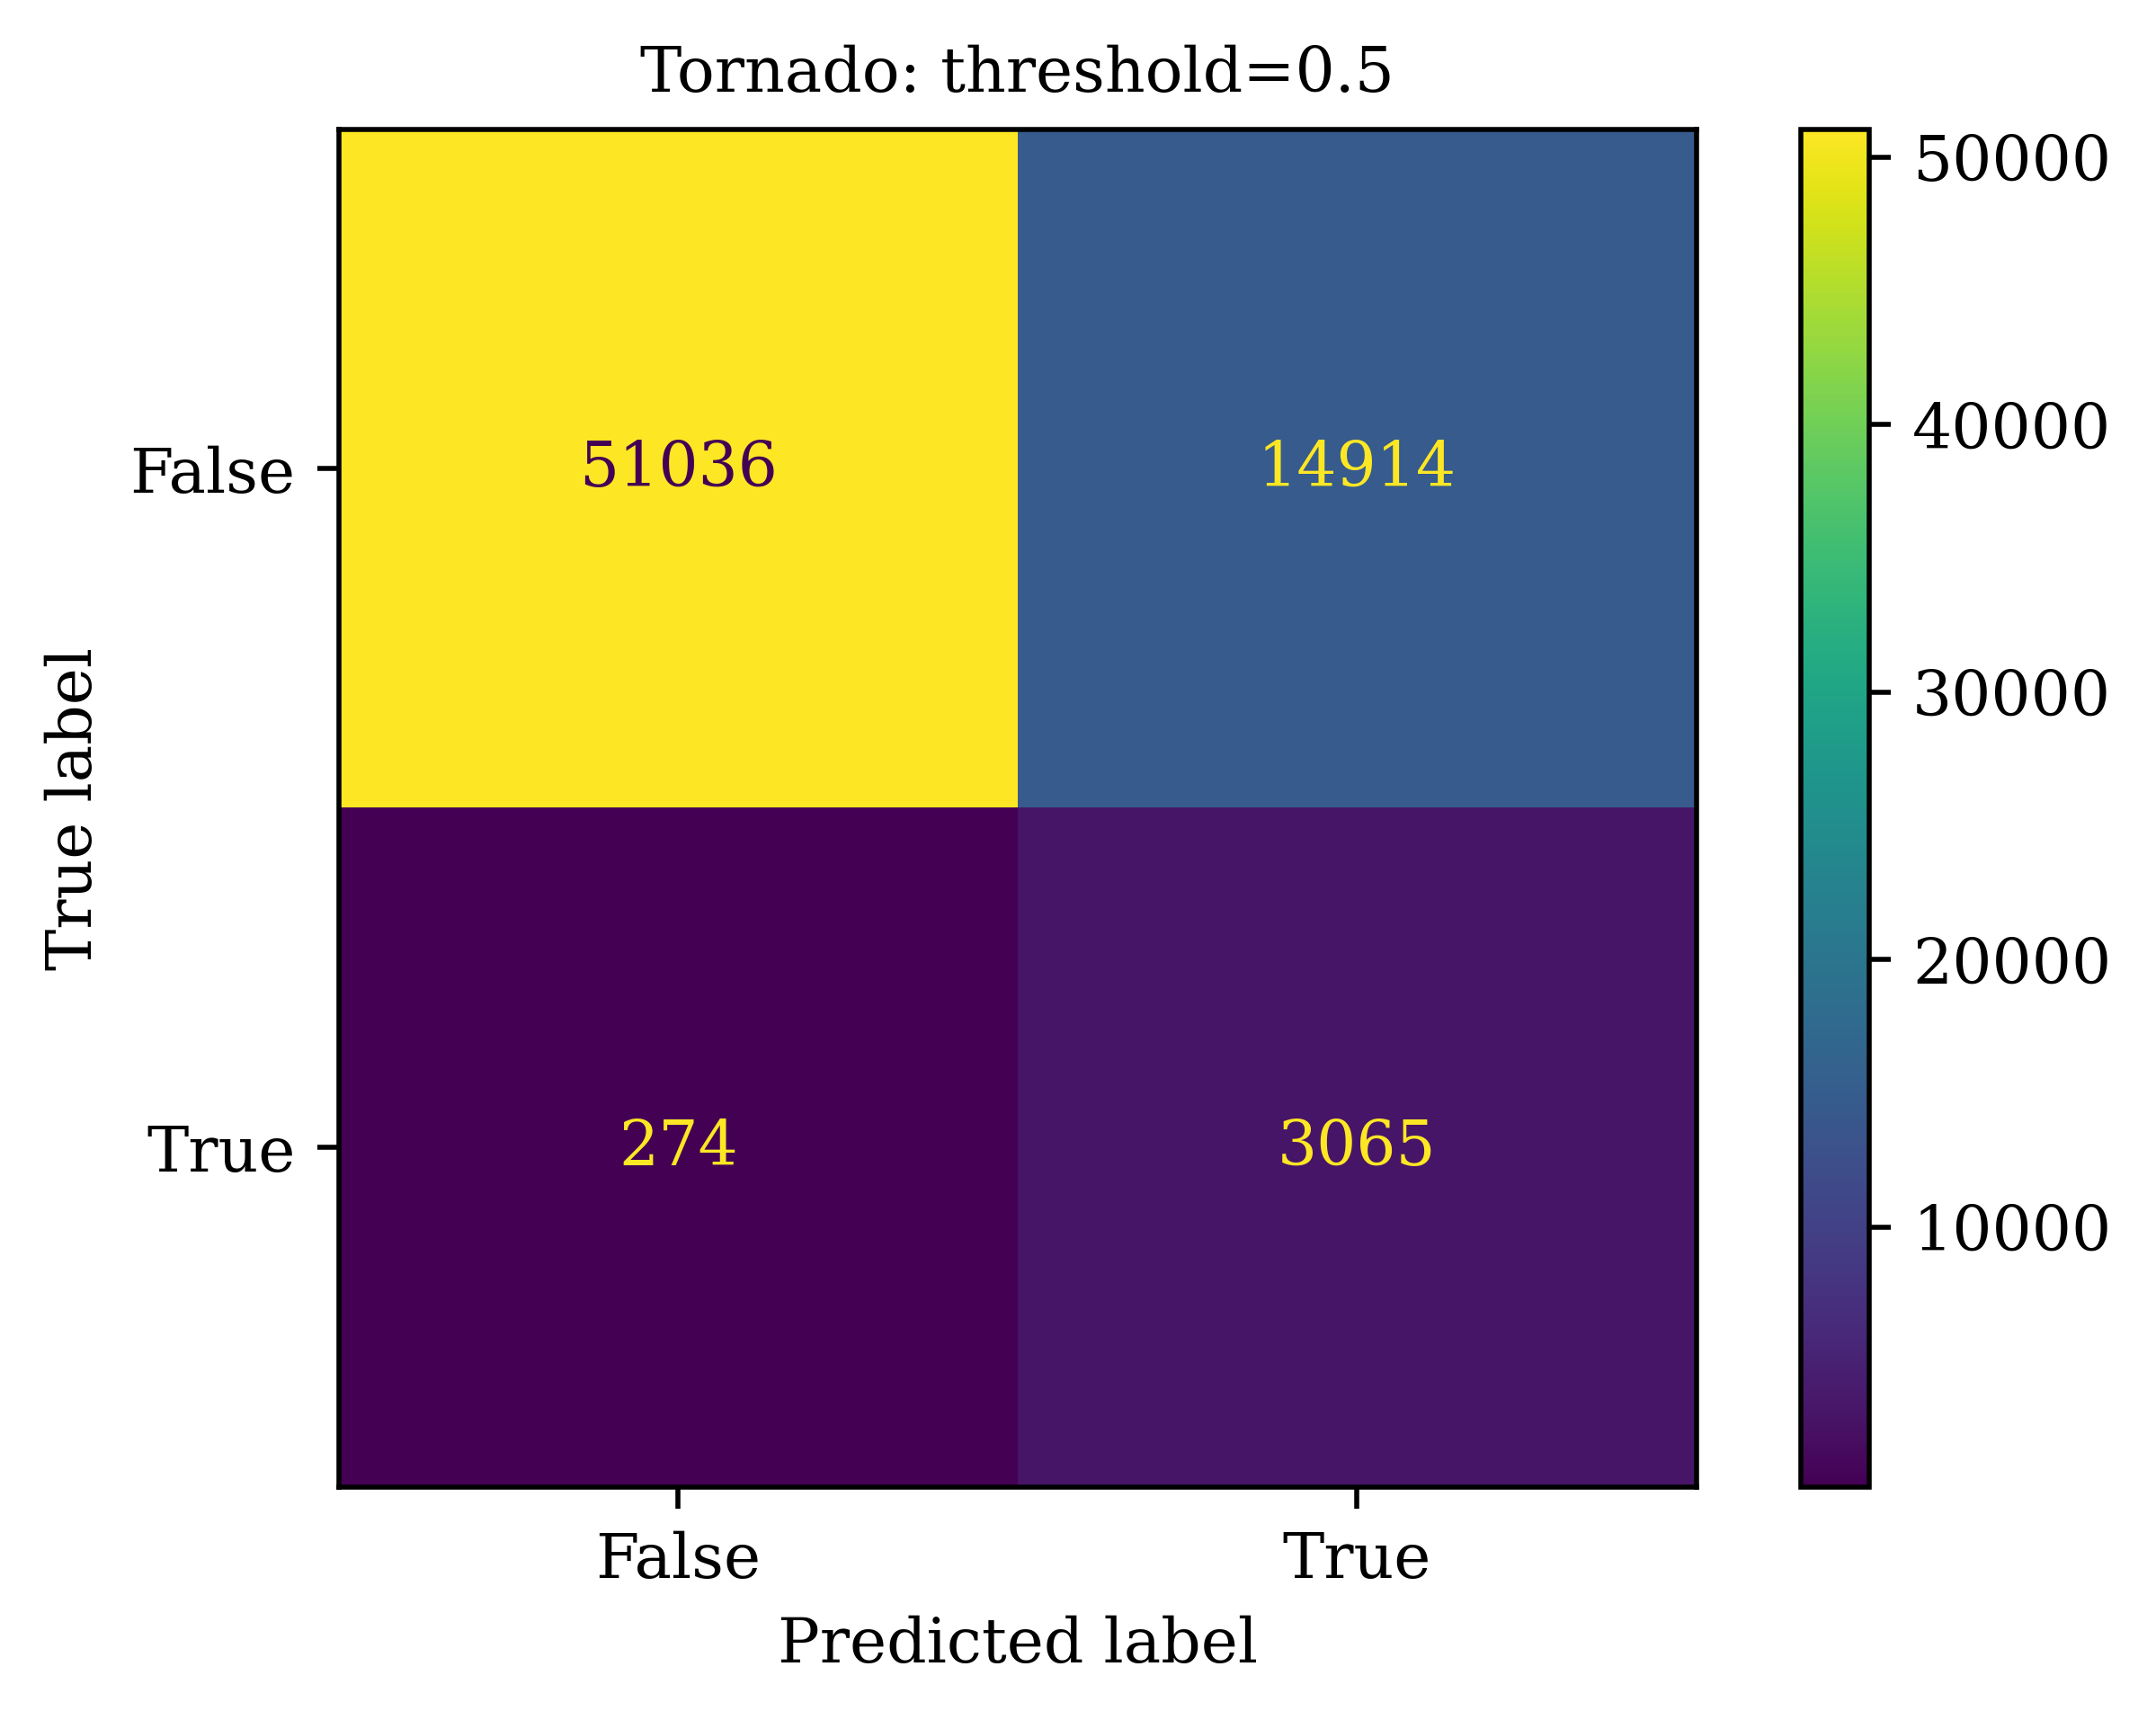 Tornado: threshold=0.5
50000
40000
False
51036
14914
30000
True label
20000
True
274
3065
10000
False
True
Predicted label